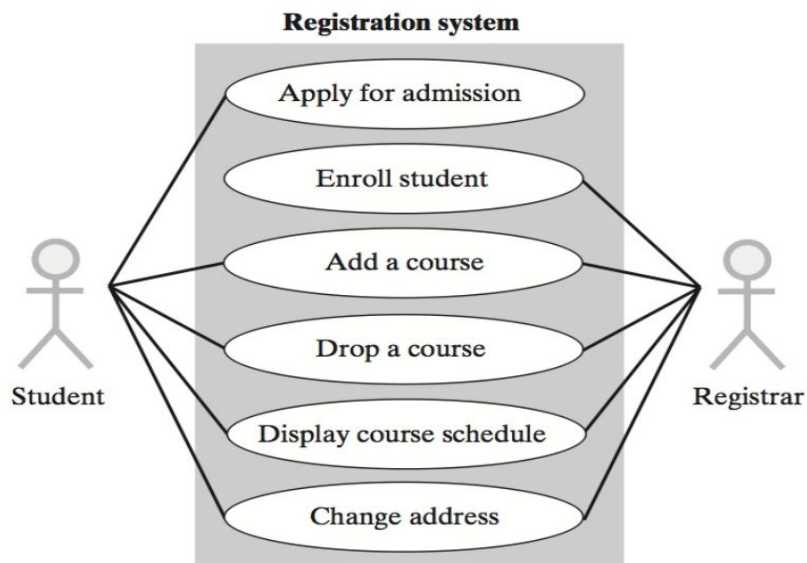 Registration system
Apply for admission
Enroll student
Add a course
Drop a course
Student
Registrar
Display course schedule
Change address